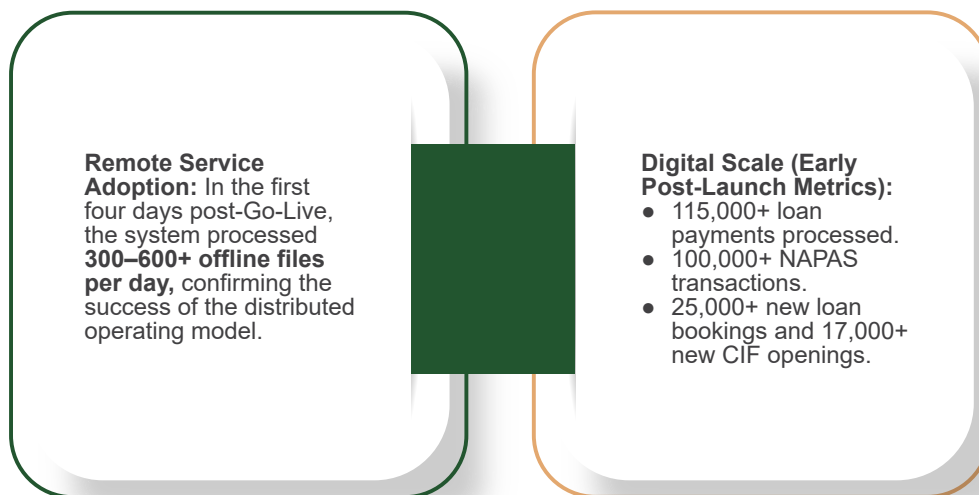 Remote Service
Adoption: In the first
four days post-Go-Live,
the system processed
300–600+ offline files
per day, confirming the
success of the distributed
operating model.
Digital Scale (Early
Post-Launch Metrics):
● 115,000+ loan
payments processed.
● 100,000+ NAPAS
transactions.
● 25,000+ new loan
bookings and 17,000+
new CIF openings.